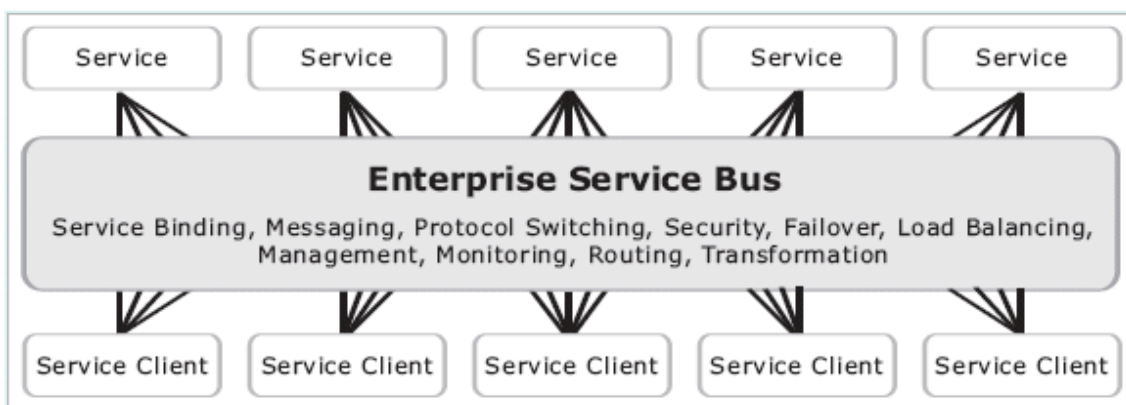 Service
Service
Service
Service
Service
Enterprise Service Bus
Service Binding, Messaging, Protocol Switching, Security, Failover, Load Balancing,
Management, Monitoring, Routing, Transformation
Service Client
Service Client
Service Client
Service Client
Service Client